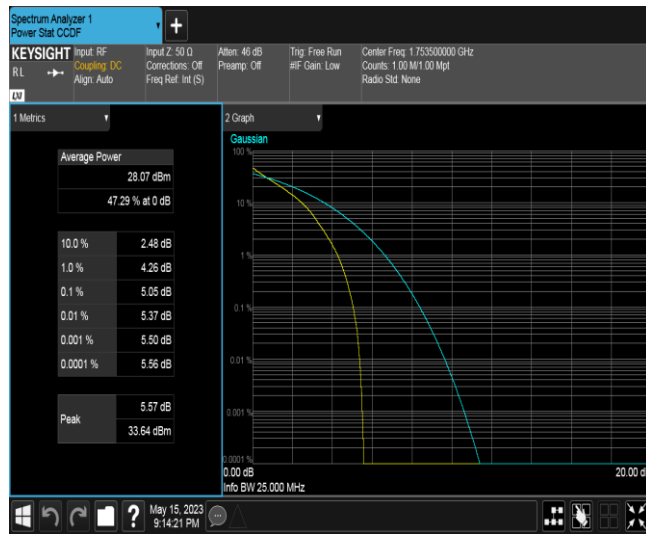 Spectrum Analyzer 1
Power Stat CCDF
+
KEYSIGHT
RL
LXI
Input: RF
Coupling: DC
Align: Auto
Input Z: 50 Ω
Corrections: Off
Freq Ref: Int (S)
Atten: 46 dB
Preamp: Off
Trig: Free Run
#IF Gain: Low
Center Freq: 1.753500000 GHz
Counts: 1.00 M/1.00 Mpt
Radio Std: None
1 Metrics
Average Power
28.07 dBm
47.29 % at 0 dB
10.0 % 2.48 dB
1.0 % 4.26 dB
0.1 % 5.05 dB
0.01 % 5.37 dB
0.001 % 5.50 dB
0.0001 % 5.56 dB
Peak
5.57 dB
33.64 dBm
2 Graph
Gaussian
100 %
10 %
1 %
0.1 %
0.01 %
0.001 %
0.0001 %
0.00 dB
20.00 d
Info BW 25.000 MHz
?
May 15, 2023
9:14:21 PM